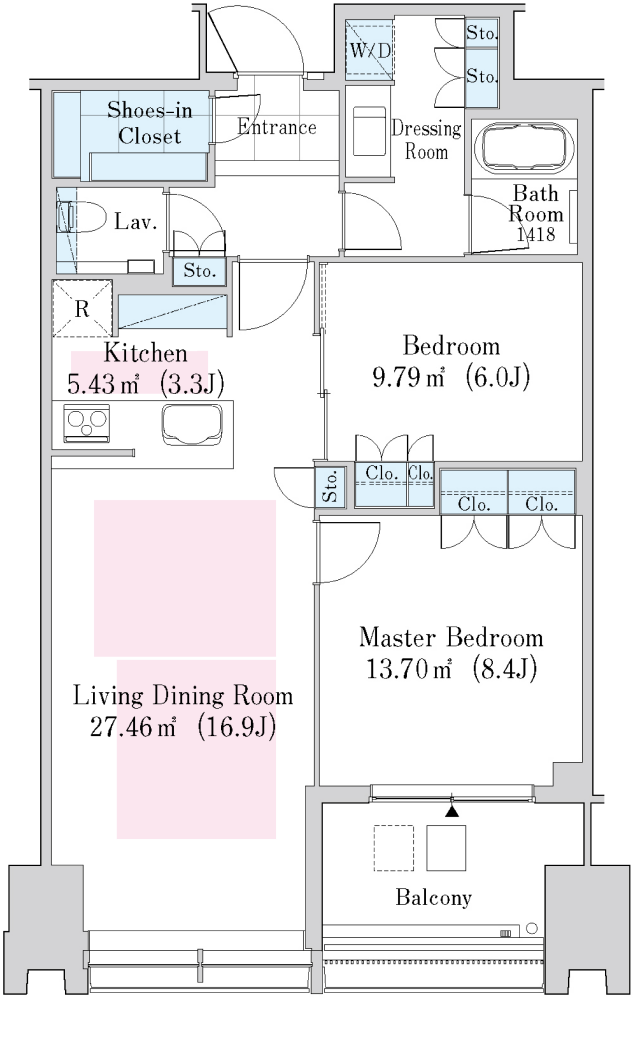 Sto.
W/D
Sto.
Shoes-in
Closet
Entrance
Dressing
Room
Lav.
Bath
Room
1418
Sto.
R
Kitchen
5.43㎡ (3.3J)
Bedroom
9.79㎡ (6.0J)
Sto.
Clo.
Clo.
Clo.
Clo.
Master Bedroom
13.70㎡ (8.4J)
Living Dining Room
27.46㎡ (16.9J)
Balcony